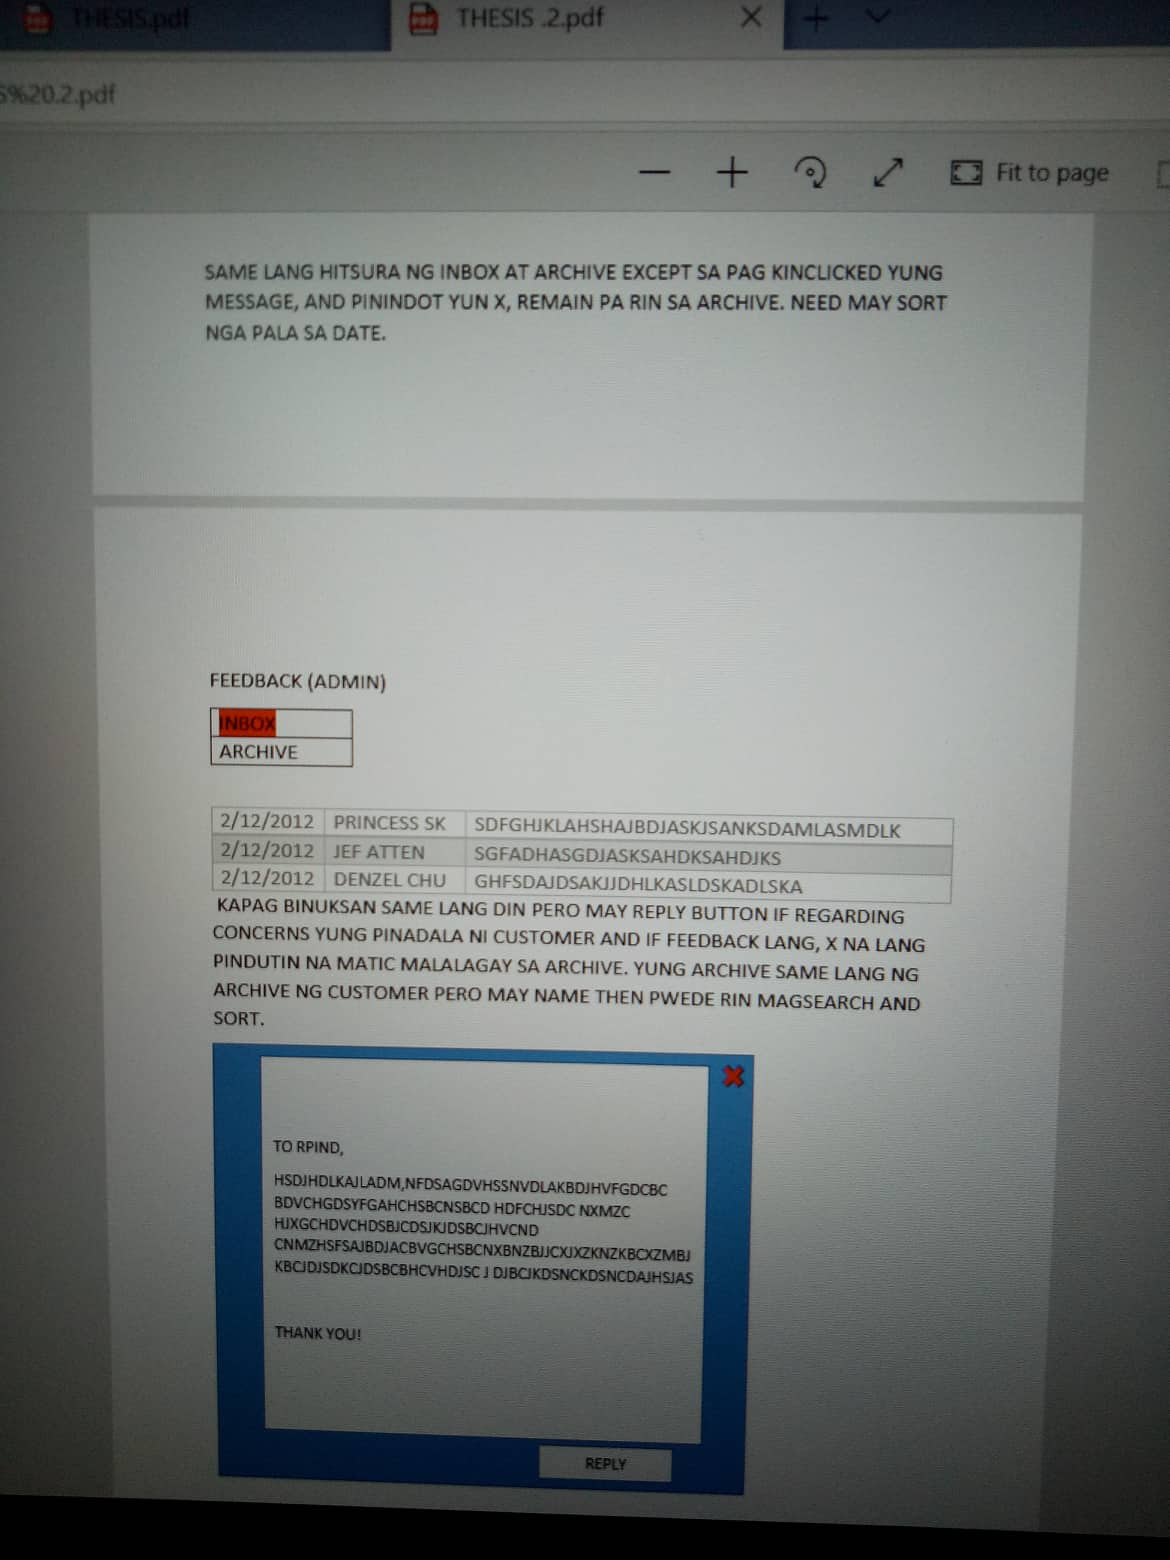 THESIS.pdf
THESIS .2.pdf
%20.2.pdf
Fit to page
SAME LANG HITSURA NG INBOX AT ARCHIVE EXCEPT SA PAG KINCLICKED YUNG
MESSAGE, AND PININDOT YUN X, REMAIN PA RIN SA ARCHIVE. NEED MAY SORT
NGA PALA SA DATE.
FEEDBACK (ADMIN)
INBOX
ARCHIVE
2/12/2012 PRINCESS SK SDFGHJKLAHSHAJBDJASKJSANKSDAMLASMDLK
2/12/2012 JEF ATTEN SGFADHASGDJASKSAHDKSAHDJKS
2/12/2012 DENZEL CHU GHFSDAJDSAKJJDHLKASLDSKADLSKA
KAPAG BINUKSAN SAME LANG DIN PERO MAY REPLY BUTTON IF REGARDING
CONCERNS YUNG PINADALA NI CUSTOMER AND IF FEEDBACK LANG, X NA LANG
PINDUTIN NA MATIC MALALAGAY SA ARCHIVE. YUNG ARCHIVE SAME LANG NG
ARCHIVE NG CUSTOMER PERO MAY NAME THEN PWEDE RIN MAGSEARCH AND
SORT.
TO RPIND,
HSDJHDLKAJLADM,NFDSAGDVHSSNVDLAKBDJHVFGDCBC
BDVCHGDSYFGAHCHSBCNSBCD HDFCHJSDC NXMZC
HJXGCHDVCHDSBJCDSJKJDSBCJHVCND
CNMZHSFSAJBDJACBVGCHSBCNXBNZBJJCXJXZKNZKBCXZMBJ
KBCJDJSDKCJDSBCBHCVHDJSC J DJBCJKDSNCKDSNCDAJHSJAS
THANK YOU!
REPLY